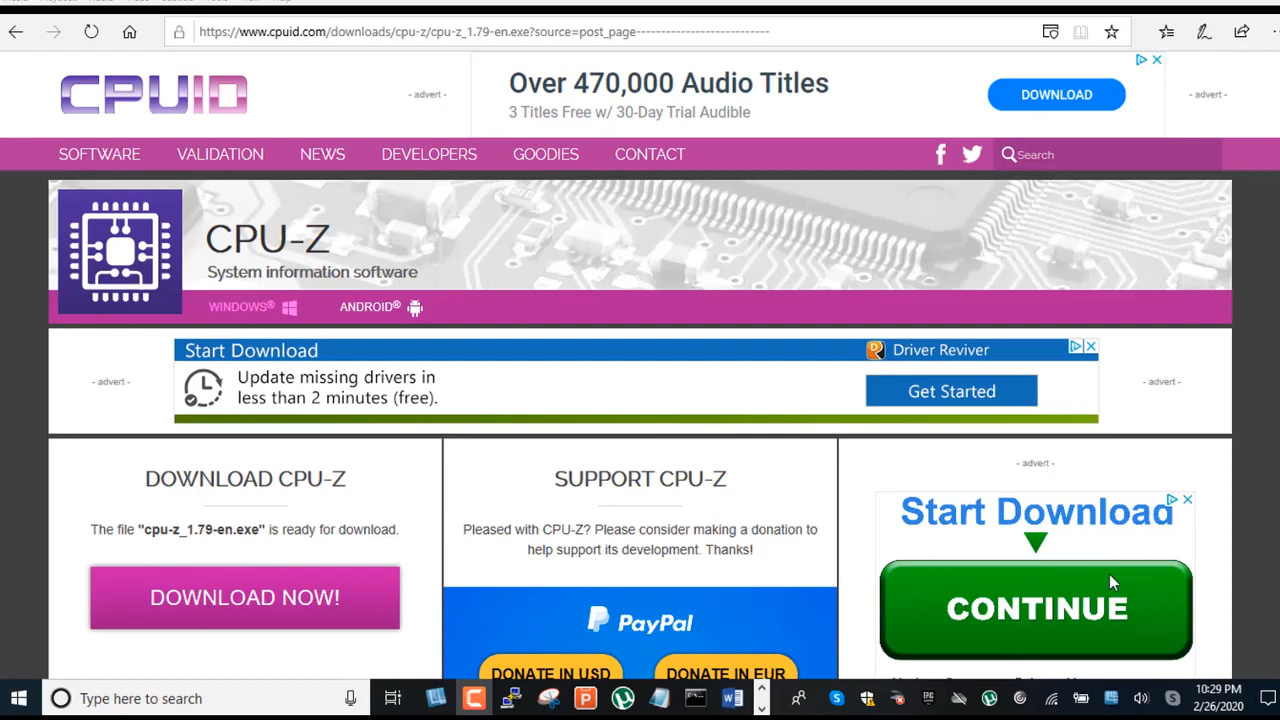 https://www.cpuid.com/downloads/cpu-z/cpu-z_1.79-en.exe?source=post_page---------------------------
CPUID
- advert -
Over 470,000 Audio Titles
3 Titles Free w/ 30-Day Trial Audible
DOWNLOAD
- advert -
SOFTWARE VALIDATION NEWS DEVELOPERS GOODIES CONTACT
Search
CPU-Z
System information software
WINDOWS® ANDROID®
- advert -
Start Download
Driver Reviver
Update missing drivers in
less than 2 minutes (free).
Get Started
- advert -
DOWNLOAD CPU-Z
The file "cpu-z_1.79-en.exe" is ready for download.
DOWNLOAD NOW!
SUPPORT CPU-Z
Pleased with CPU-Z? Please consider making a donation to
help support its development. Thanks!
PayPal
DONATE IN USD DONATE IN EUR
- advert -
Start Download
CONTINUE
Type here to search
10:29 PM
2/26/2020